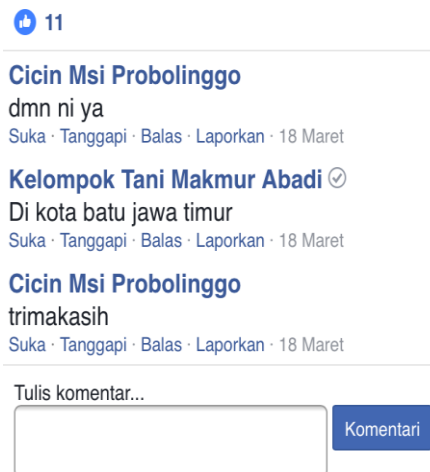 11
Cicin Msi Probolinggo
dmn ni ya
Suka · Tanggapi · Balas · Laporkan · 18 Maret
Kelompok Tani Makmur Abadi
Di kota batu jawa timur
Suka · Tanggapi · Balas · Laporkan · 18 Maret
Cicin Msi Probolinggo
trimakasih
Suka · Tanggapi · Balas · Laporkan · 18 Maret
Tulis komentar...
Komentari